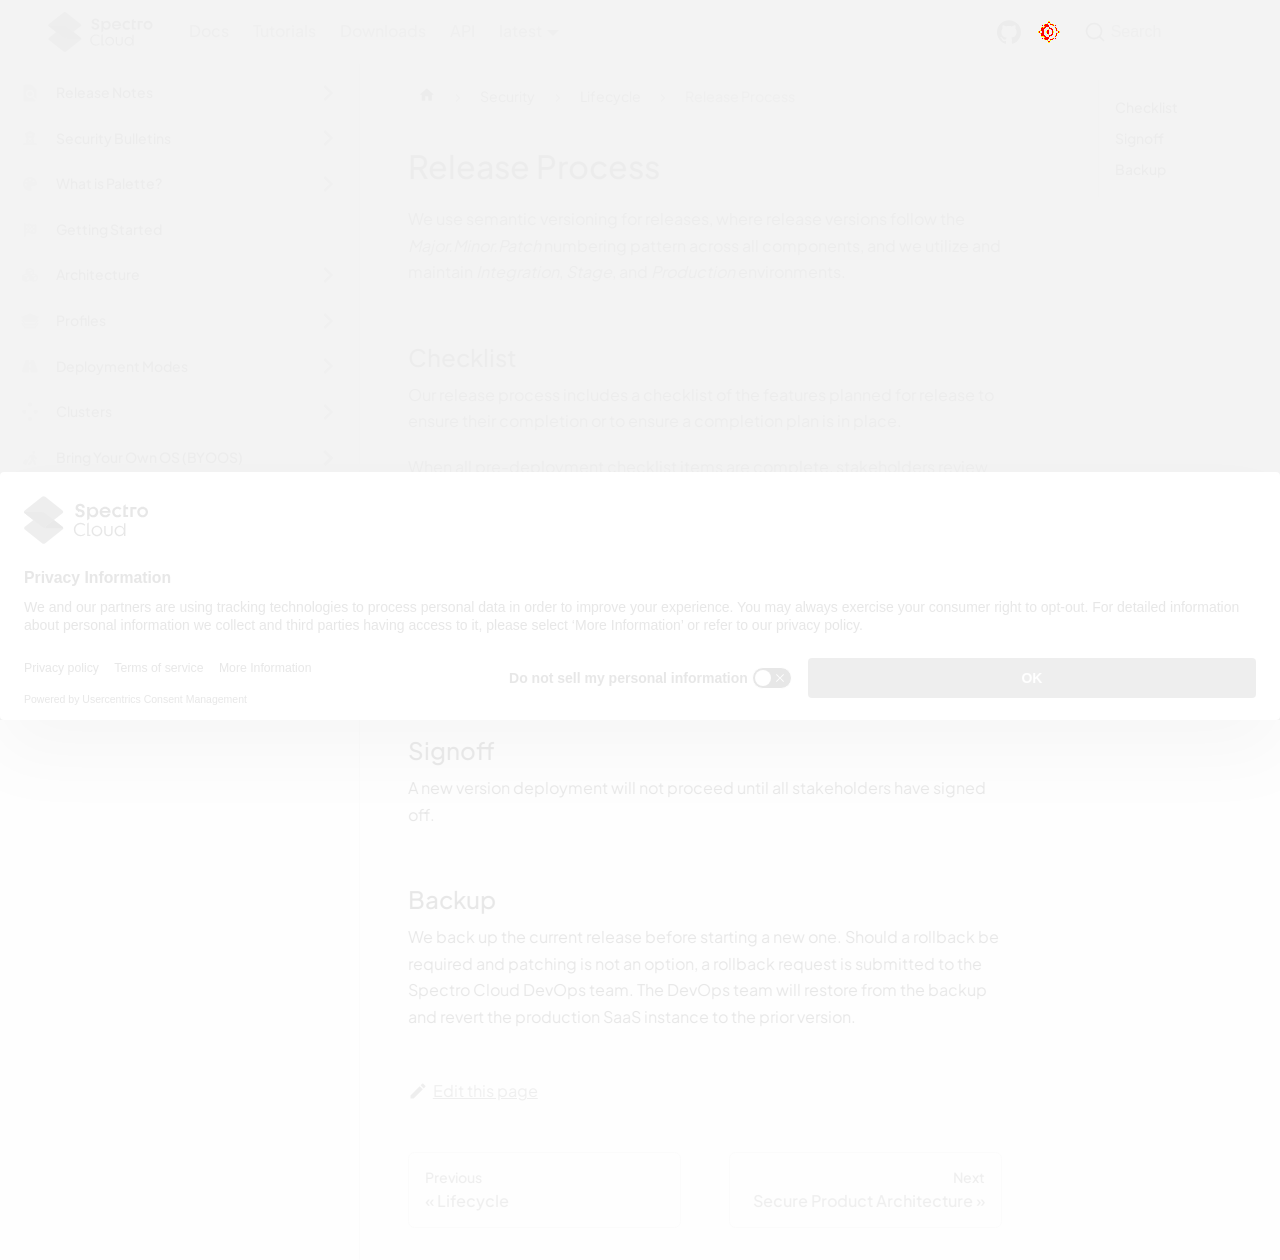 Spectro Cloud
Docs Tutorials Downloads API latest
Search
Release Notes
Security Bulletins
What is Palette?
Getting Started
Architecture
Profiles
Deployment Modes
Clusters
Bring Your Own OS (BYOOS)
Security Lifecycle Release Process
Release Process
We use semantic versioning for releases, where release versions follow the
Major.Minor.Patch numbering pattern across all components, and we utilize and
maintain Integration, Stage, and Production environments.
Checklist
Our release process includes a checklist of the features planned for release to
ensure their completion or to ensure a completion plan is in place.
When all pre-deployment checklist items are complete, stakeholders review
Checklist
Signoff
Backup
Spectro
Cloud
Privacy Information
We and our partners are using tracking technologies to process personal data in order to improve your experience. You may always exercise your consumer right to opt-out. For detailed information
about personal information we collect and third parties having access to it, please select ‘More Information’ or refer to our privacy policy.
Privacy policy Terms of service More Information
Do not sell my personal information
OK
Powered by Usercentrics Consent Management
Signoff
A new version deployment will not proceed until all stakeholders have signed
off.
Backup
We back up the current release before starting a new one. Should a rollback be
required and patching is not an option, a rollback request is submitted to the
Spectro Cloud DevOps team. The DevOps team will restore from the backup
and revert the production SaaS instance to the prior version.
Edit this page
Previous
« Lifecycle
Next
Secure Product Architecture »